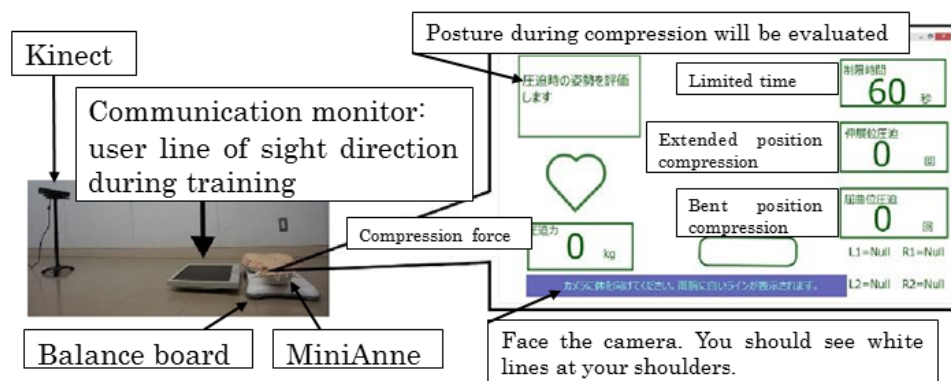 Kinect
Communication monitor:
user line of sight direction
during training
Balance board
MiniAnne
Posture during compression will be evaluated
圧迫時の姿勢を評価
します
Limited time
制限時間
60 秒
Extended position
compression
伸展位圧迫
0 回
Bent position
compression
屈曲位圧迫
0 回
Compression force
圧迫力
0 kg
L1=Null R1=Null
L2=Null R2=Null
カメラに体を向けてください。両肩に白いラインが表示されます。
Face the camera. You should see white
lines at your shoulders.